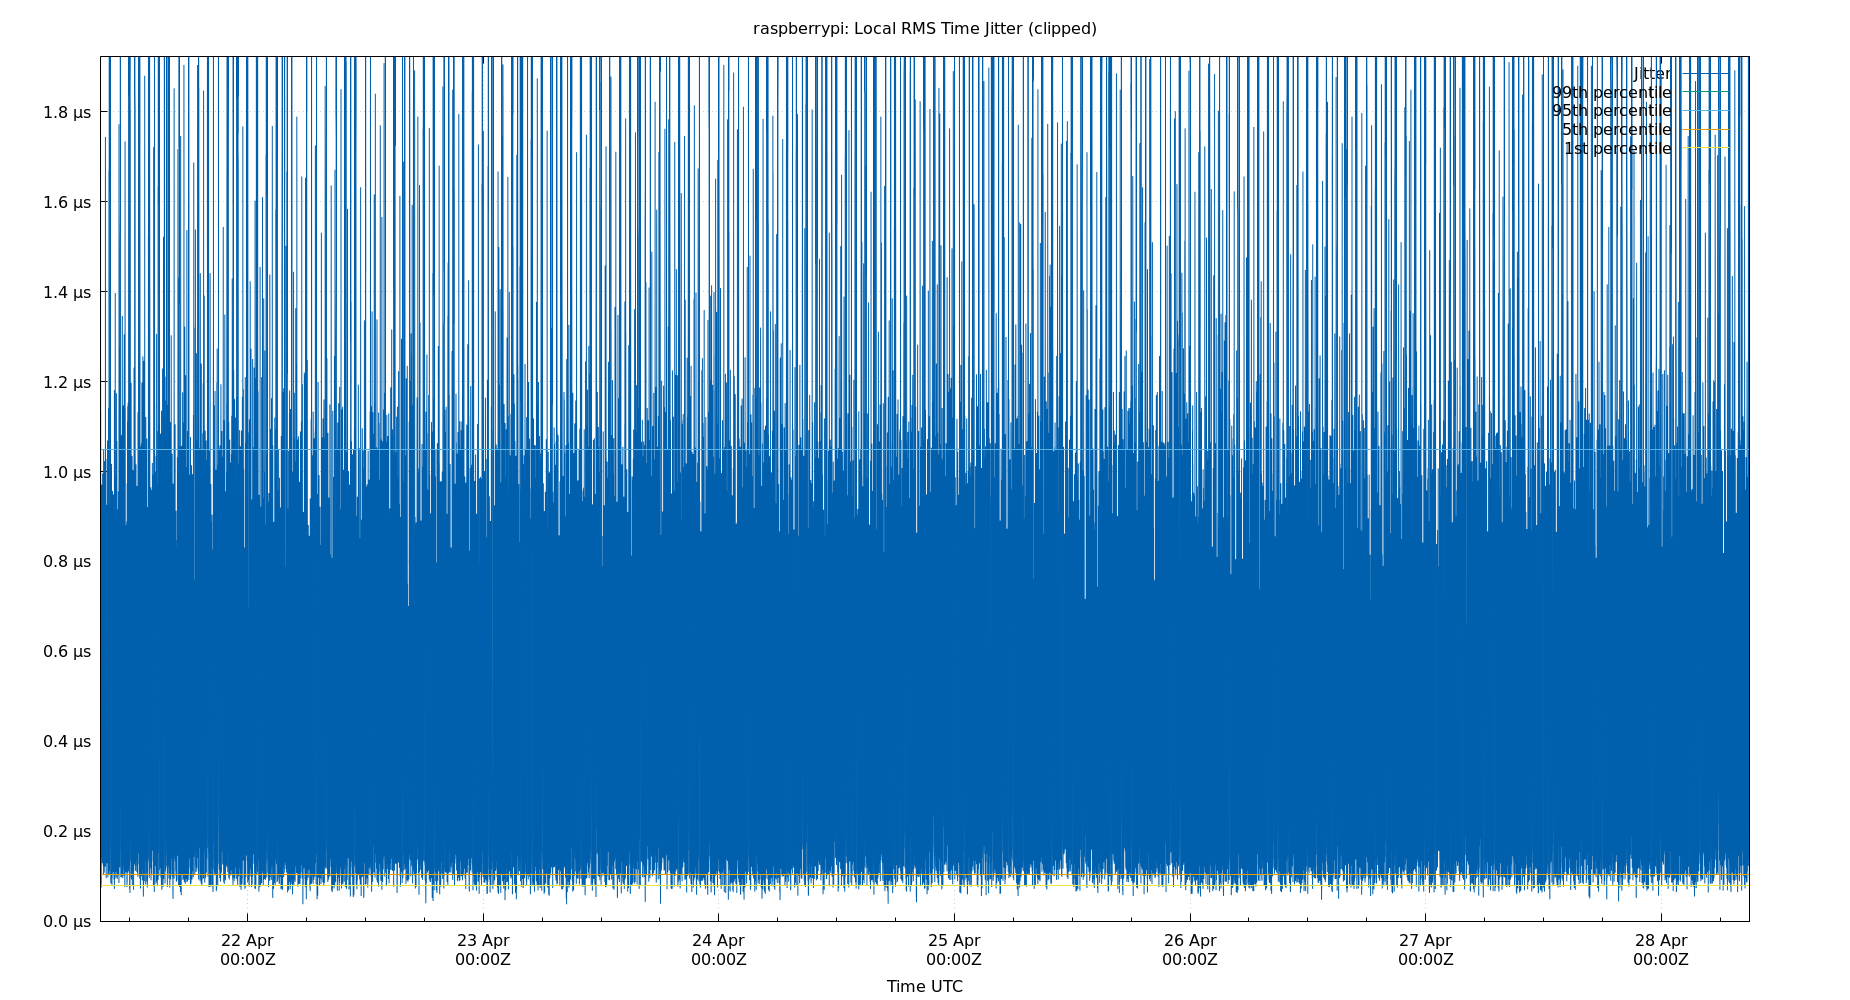 raspberrypi: Local RMS Time Jitter (clipped)
Jitter
99th percentile
95th percentile
5th percentile
1st percentile
1.8 µs
1.6 µs
1.4 µs
1.2 µs
1.0 µs
0.8 µs
0.6 µs
0.4 µs
0.2 µs
0.0 µs
22 Apr 23 Apr 24 Apr 25 Apr 26 Apr 27 Apr 28 Apr
00:00Z 00:00Z 00:00Z 00:00Z 00:00Z 00:00Z 00:00Z
Time UTC